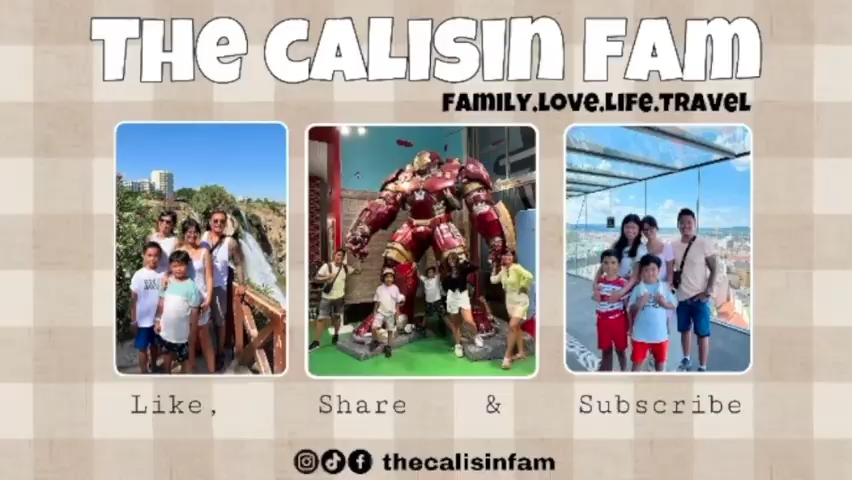 THE CALISIN FAM
FAMILY.LOVE.LIFE.TRAVEL
Like, Share & Subscribe
thecalisinfam